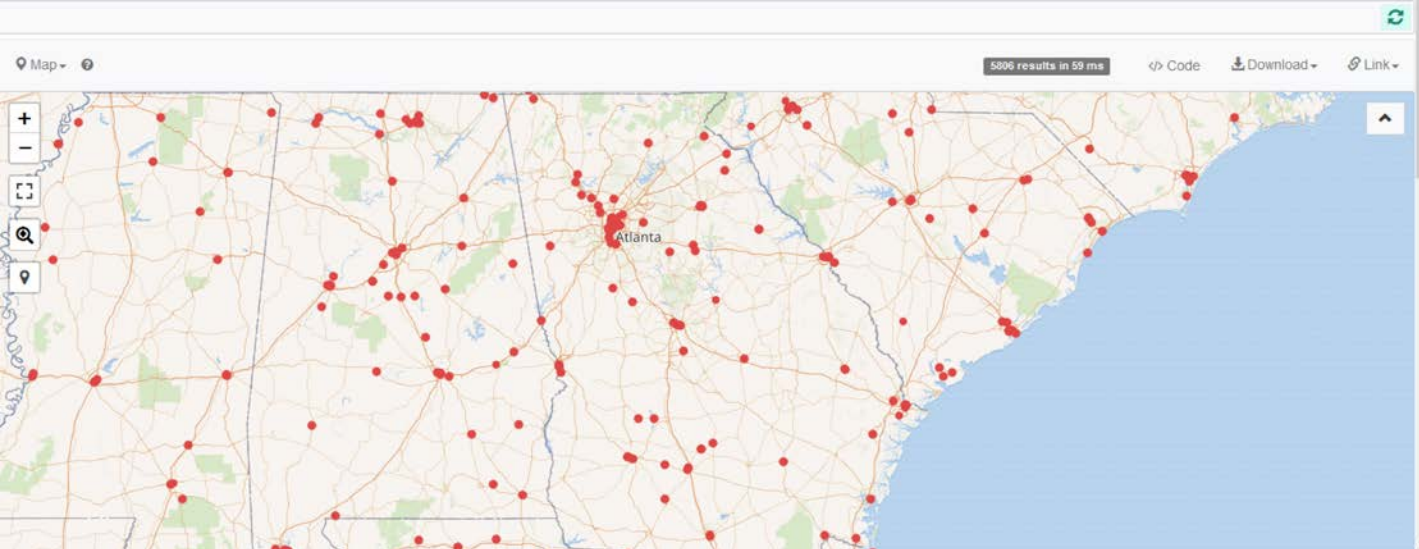 Map
5806 results in 59 ms
</> Code
Download
Link
+
−
Atlanta